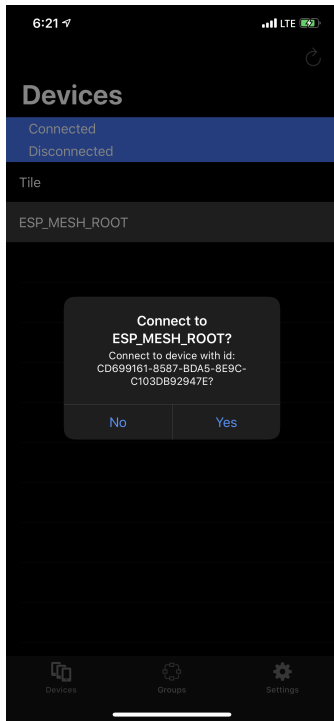 6:21
LTE
Devices
Connected
Disconnected
Tile
ESP_MESH_ROOT
Connect to
ESP_MESH_ROOT?
Connect to device with id:
CD699161-8587-BDA5-8E9C-
C103DB92947E?
No Yes
Devices Groups Settings